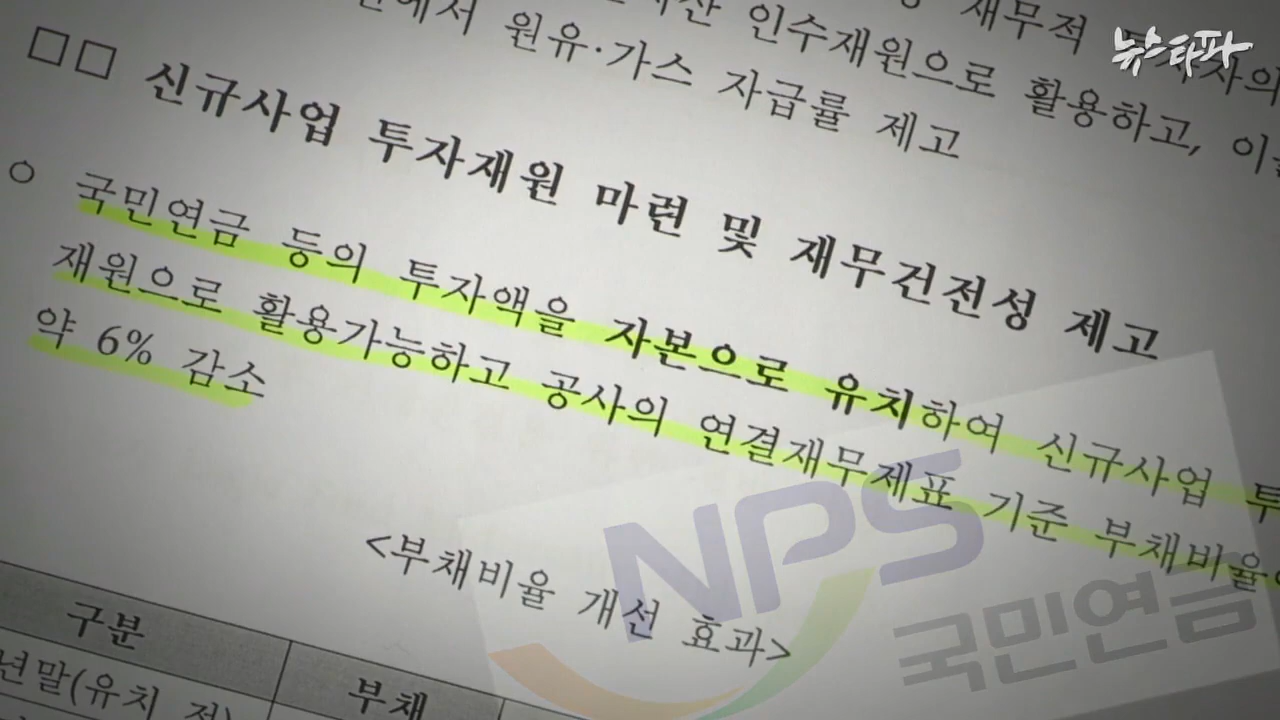 뉴스타파
재무적
인수재원으로 활용하고,
원유·가스 자급률 제고
□□ 신규사업 투자재원 마련 및 재무건전성 제고
○ 국민연금 등의 투자액을 자본으로 유치하여 신규사업 투
재원으로 활용가능하고 공사의 연결재무제표 기준 부채비율
약 6% 감소
<부채비율 개선 효과>
구분
부채
년말(유치 전)
NPS
국민연금